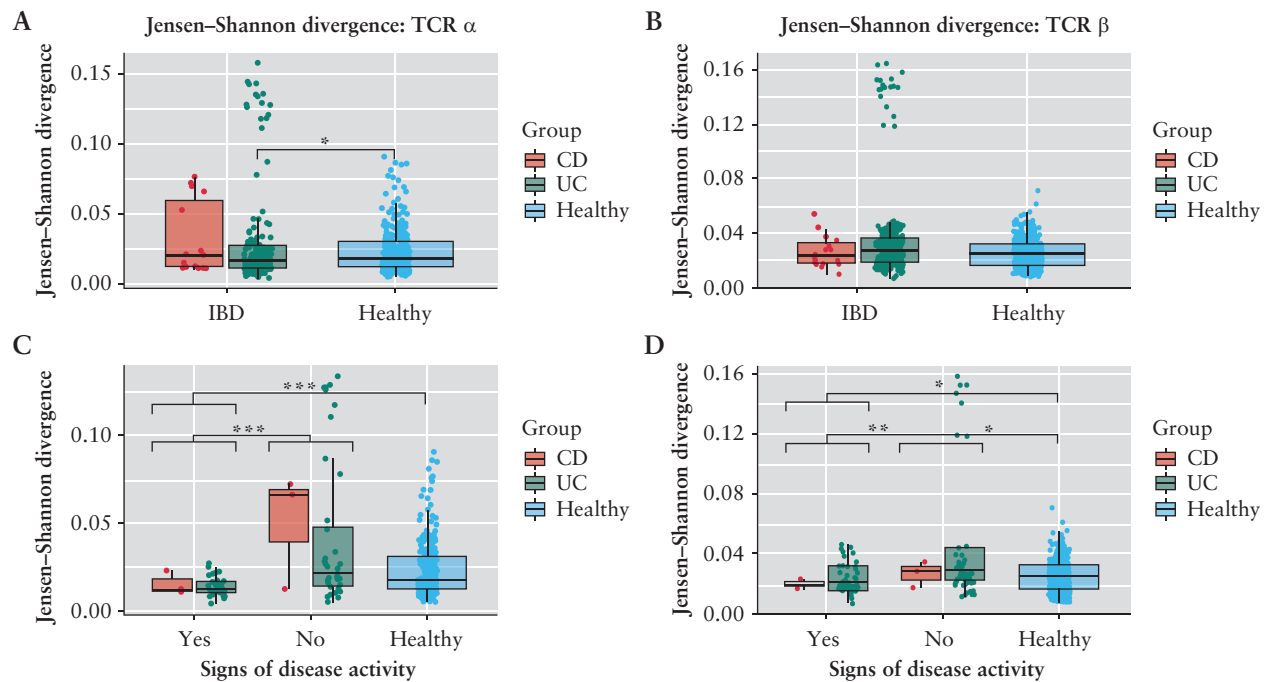 A
Jensen–Shannon divergence: TCR α
Jensen–Shannon divergence
0.15
0.10
0.05
0.00
*
IBD
Healthy
Group
CD
UC
Healthy
B
Jensen–Shannon divergence: TCR β
Jensen–Shannon divergence
0.16
0.12
0.08
0.04
0.00
IBD
Healthy
Group
CD
UC
Healthy
C
Jensen–Shannon divergence
0.10
0.05
0.00
***
***
Yes
No
Healthy
Signs of disease activity
Group
CD
UC
Healthy
D
Jensen–Shannon divergence
0.16
0.12
0.08
0.04
0.00
*
**
*
Yes
No
Healthy
Signs of disease activity
Group
CD
UC
Healthy